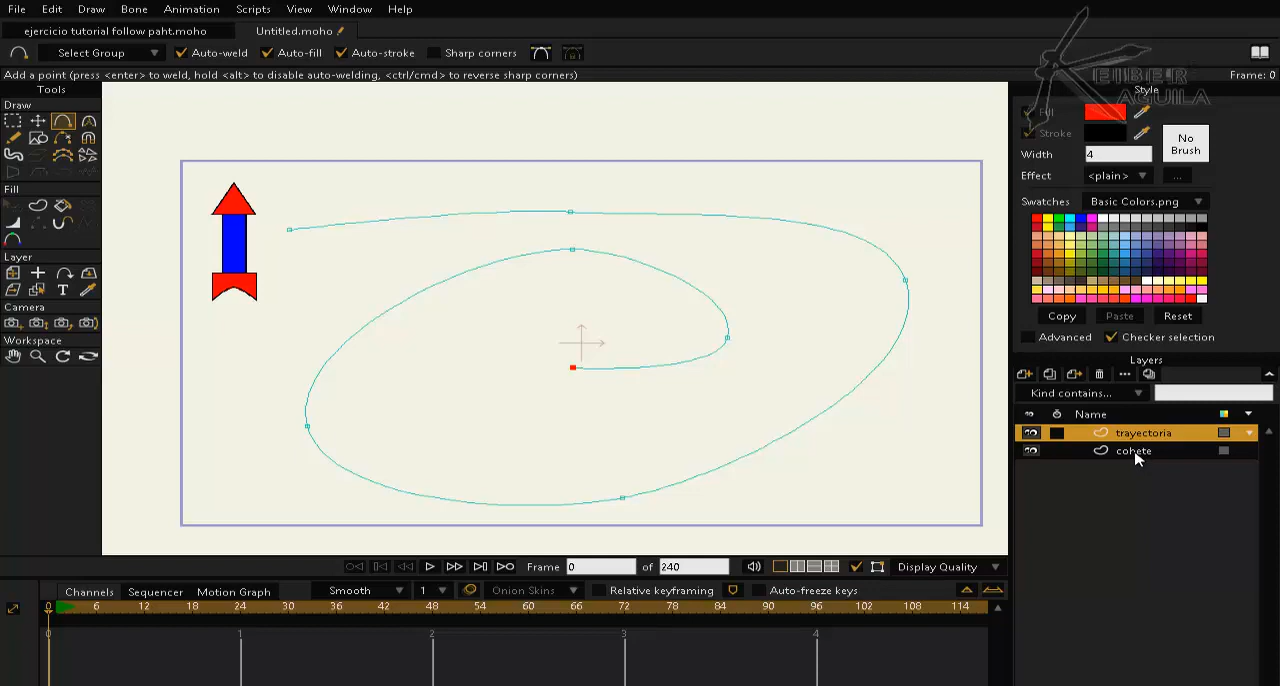 File Edit Draw Bone Animation Scripts View Window Help
ejercicio tutorial follow paht.moho Untitled.moho
Select Group Auto-weld Auto-fill Auto-stroke Sharp corners
Add a point (press <enter> to weld, hold <alt> to disable auto-welding, <ctrl/cmd> to reverse sharp corners) Frame: 0
KEIBER
AGUILA
Tools
Draw
Fill
Layer
Camera
Workspace
Style
Fill
Stroke
No
Brush
Width 4
Effect <plain> ...
Swatches Basic Colors.png
Copy Paste Reset
Advanced Checker selection
Layers
Kind contains...
Name
trayectoria
cohete
Frame 0 of 240 Display Quality
Channels Sequencer Motion Graph Smooth 1 Onion Skins Relative keyframing Auto-freeze keys
0 6 12 18 24 30 36 42 48 54 60 66 72 78 84 90 96 102 108 114
0 1 2 3 4